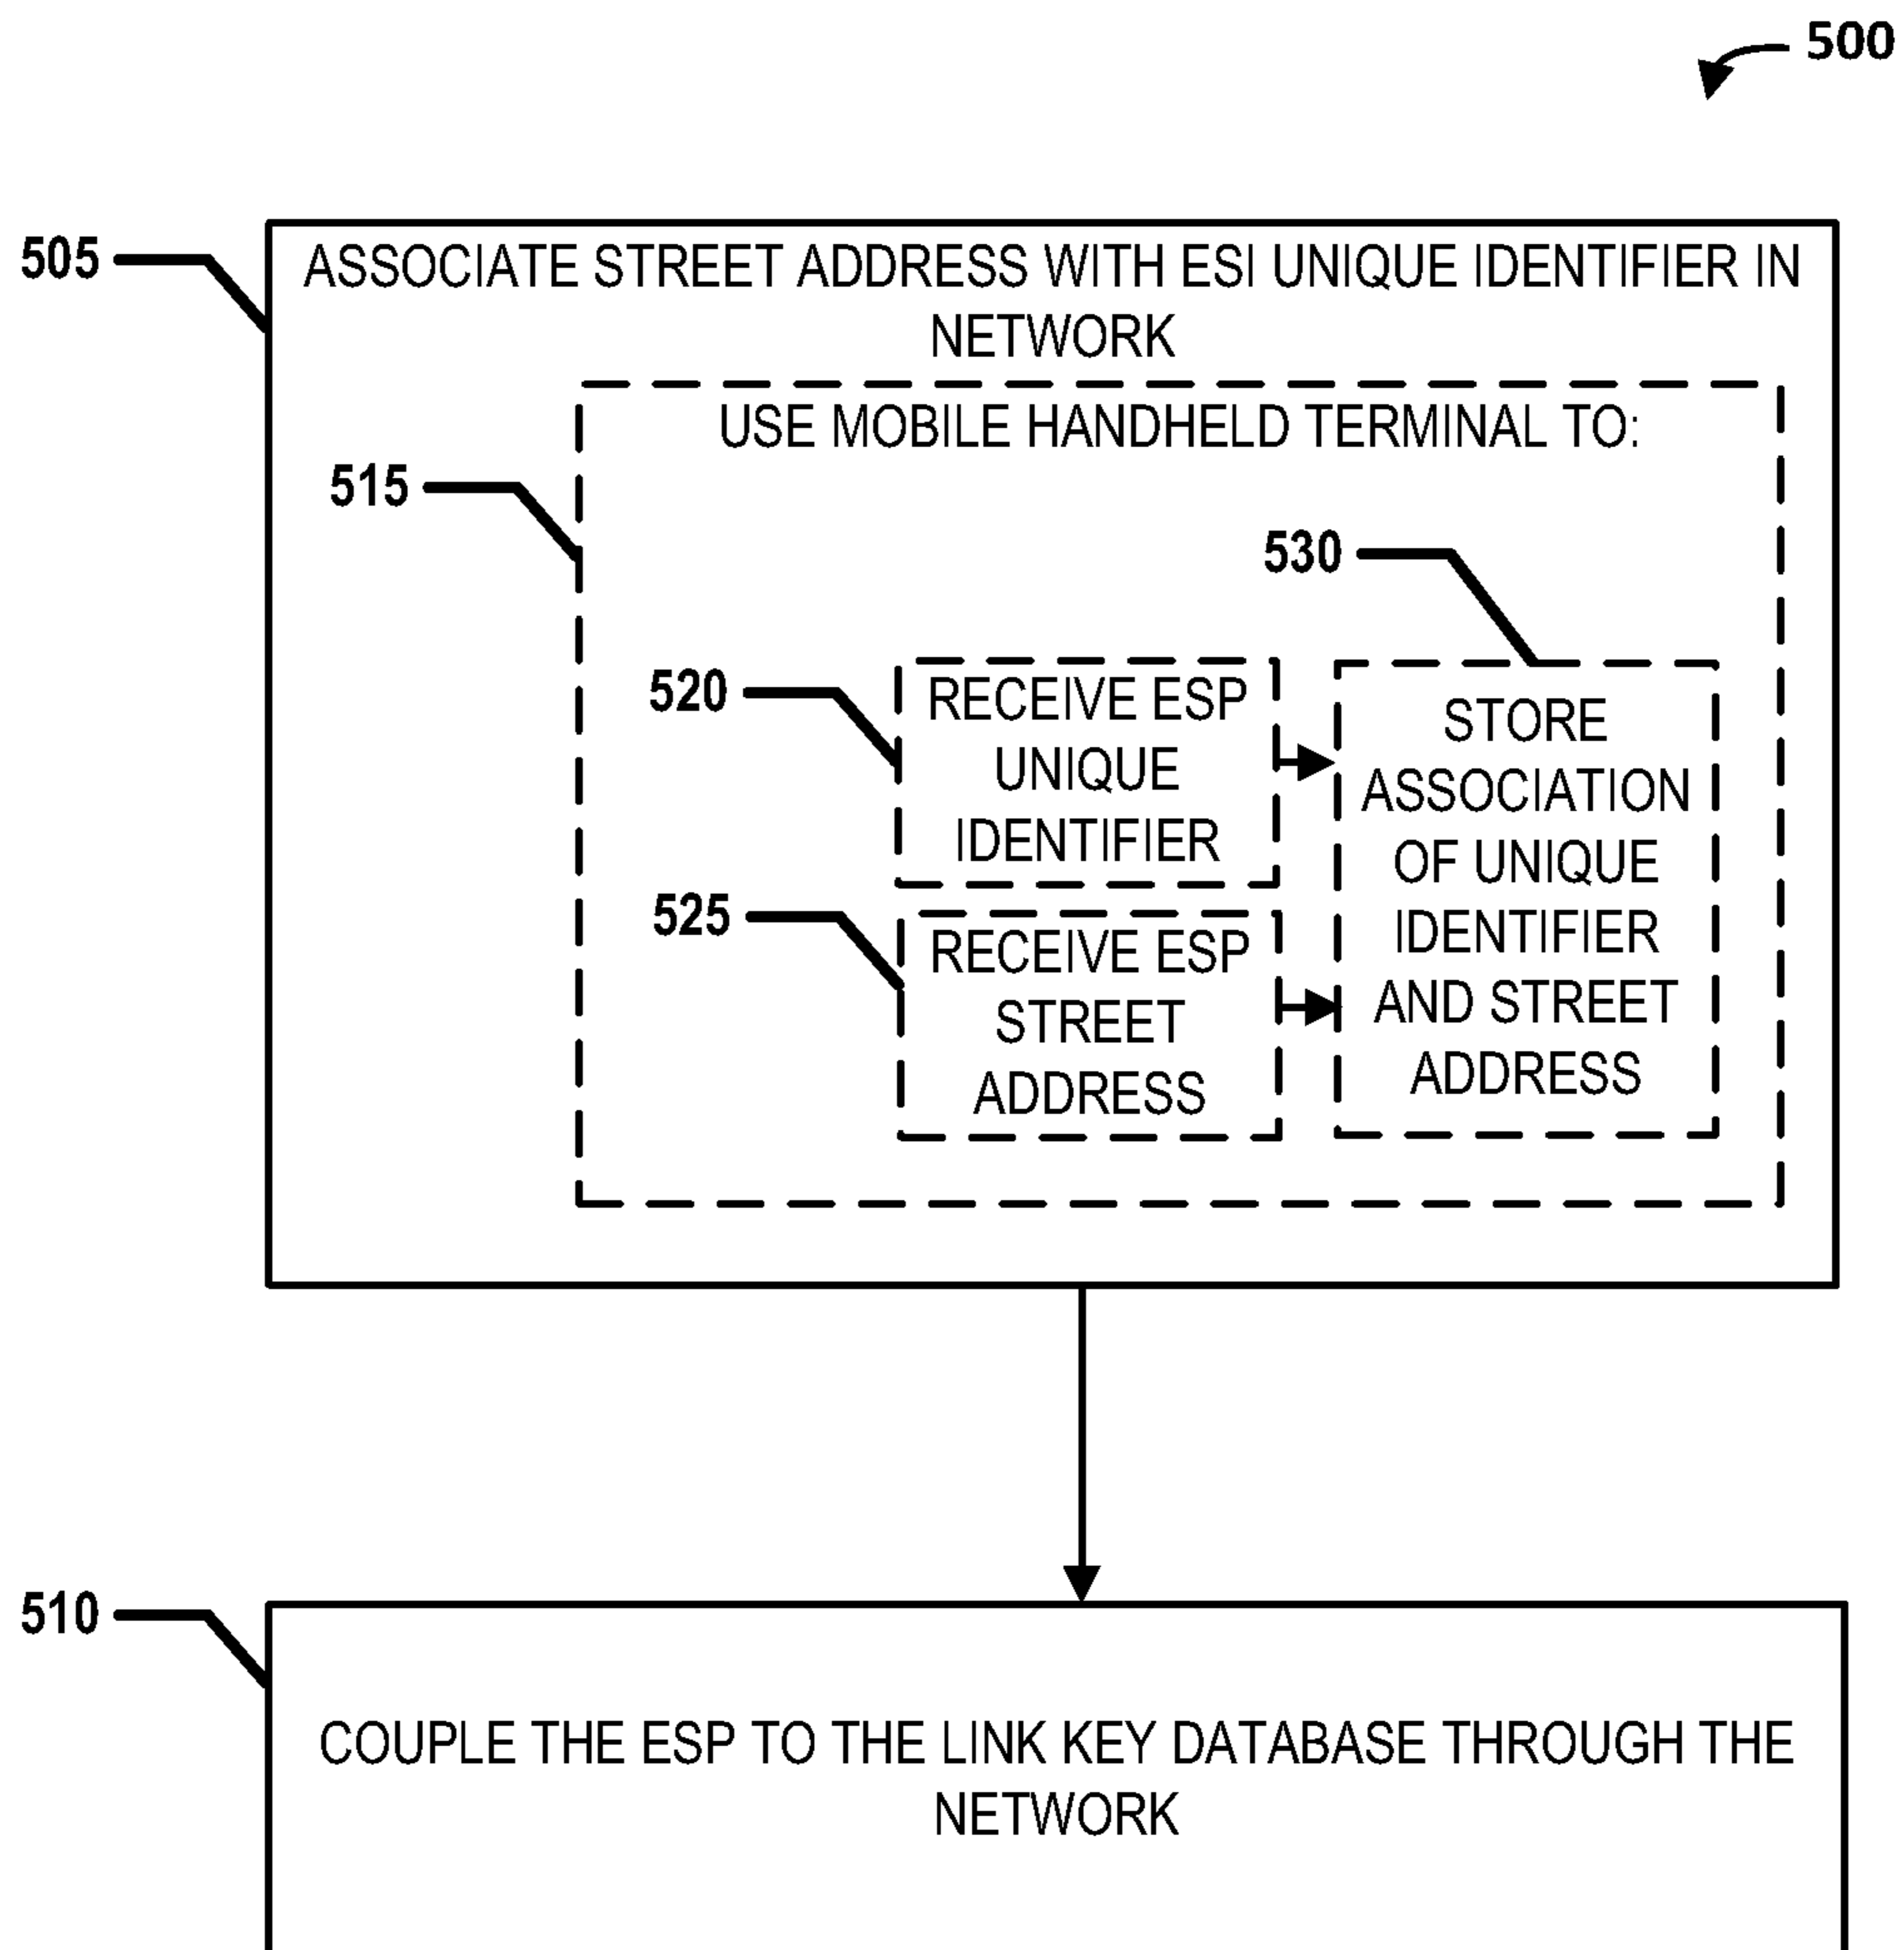 500
505
ASSOCIATE STREET ADDRESS WITH ESI UNIQUE IDENTIFIER IN
NETWORK
USE MOBILE HANDHELD TERMINAL TO:
515
530
520
RECEIVE ESP
UNIQUE
IDENTIFIER
525
RECEIVE ESP
STREET
ADDRESS
STORE
ASSOCIATION
OF UNIQUE
IDENTIFIER
AND STREET
ADDRESS
510
COUPLE THE ESP TO THE LINK KEY DATABASE THROUGH THE
NETWORK